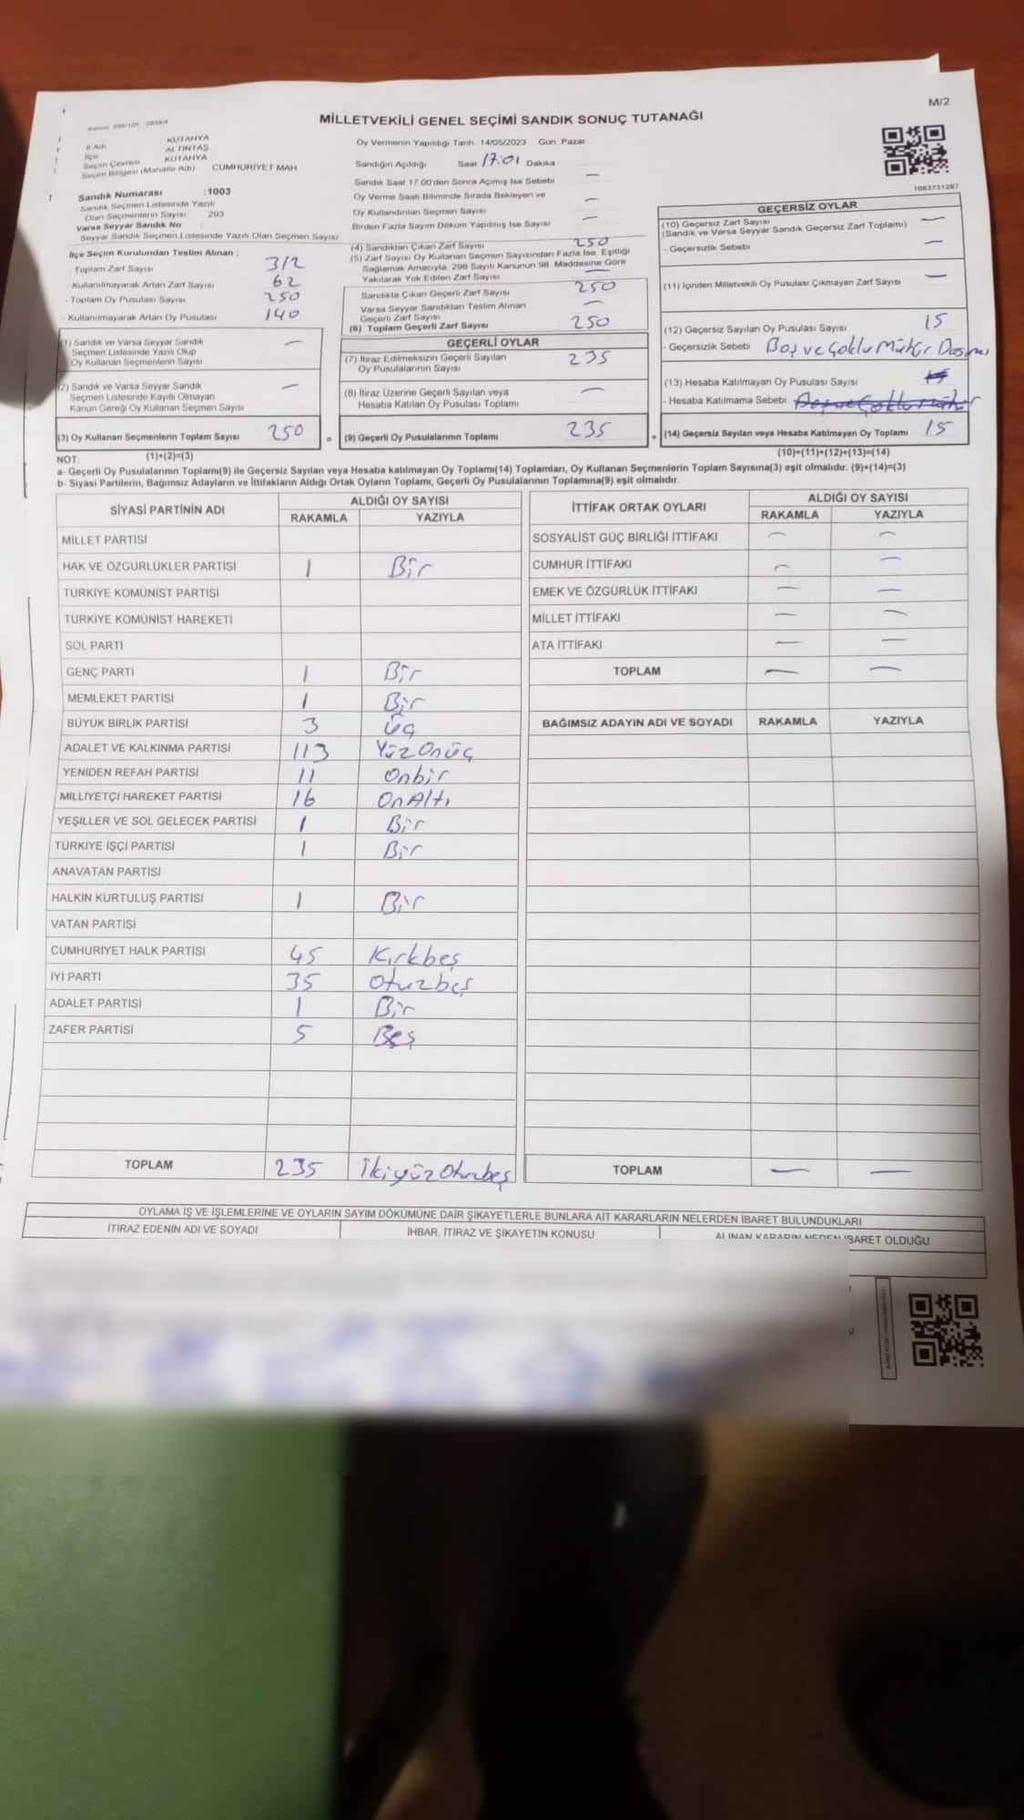 M/2
MİLLETVEKİLİ GENEL SEÇİMİ SANDIK SONUÇ TUTANAĞI
İl Adı KÜTAHYA
İlçe ALTINTAŞ
Seçim Çevresi KÜTAHYA
Seçim Bölgesi (Mahalle Adı) CUMHURİYET MAH
Sandık Numarası : 1003
Sandık Seçmen Listesinde Yazılı
Olan Seçmenlerin Sayısı 293
Varsa Seyyar Sandık No
Seyyar Sandık Seçmen Listesinde Yazılı Olan Seçmen Sayısı
Oy Vermenin Yapıldığı Tarih 14/05/2023 Gün: Pazar
Sandığın Açıldığı Saat 17:01 Dakika
Sandık Saat 17:00'den Sonra Açılmış İse Sebebi —
Oy Verme Saati Bitiminde Sırada Bekleyen ve
Oy Kullandırılan Seçmen Sayısı —
Birden Fazla Sayım Döküm Yapılmış İse Sayısı —
1083731287
İlçe Seçim Kurulundan Teslim Alınan ;
- Toplam Zarf Sayısı 312
- Kullanılmayarak Artan Zarf Sayısı 62
- Toplam Oy Pusulası Sayısı 250
- Kullanılmayarak Artan Oy Pusulası 140
(1) Sandık ve Varsa Seyyar Sandık
Seçmen Listesinde Yazılı Olup
Oy Kullanan Seçmenlerin Sayısı —
(2) Sandık ve Varsa Seyyar Sandık
Seçmen Listesinde Kayıtlı Olmayan
Kanun Gereği Oy Kullanan Seçmen Sayısı —
(3) Oy Kullanan Seçmenlerin Toplam Sayısı 250
(1)+(2)=(3)
(4) Sandıktan Çıkan Zarf Sayısı 250
(5) Zarf Sayısı Oy Kullanan Seçmen Sayısından Fazla İse, Eşitliği
Sağlamak Amacıyla, 298 Sayılı Kanunun 98. Maddesine Göre
Yakılarak Yok Edilen Zarf Sayısı —
Sandıkta Çıkan Geçerli Zarf Sayısı 250
Varsa Seyyar Sandıktan Teslim Alınan
Geçerli Zarf Sayısı —
(6) Toplam Geçerli Zarf Sayısı 250
GEÇERLİ OYLAR
(7) İtiraz Edilmeksizin Geçerli Sayılan
Oy Pusulalarının Sayısı 235
(8) İtiraz Üzerine Geçerli Sayılan veya
Hesaba Katılan Oy Pusulası Toplamı —
(9) Geçerli Oy Pusulalarının Toplamı 235
GEÇERSİZ OYLAR
(10) Geçersiz Zarf Sayısı
(Sandık ve Varsa Seyyar Sandık Geçersiz Zarf Toplamı) —
- Geçersizlik Sebebi —
(11) İçinden Milletvekili Oy Pusulası Çıkmayan Zarf Sayısı —
(12) Geçersiz Sayılan Oy Pusulası Sayısı 15
- Geçersizlik Sebebi Boş ve Çoklu Mühür
(13) Hesaba Katılmayan Oy Pusulası Sayısı 15
- Hesaba Katılmama Sebebi
(14) Geçersiz Sayılan veya Hesaba Katılmayan Oy Toplamı 15
(10)+(11)+(12)+(13)=(14)
NOT:
a- Geçerli Oy Pusulalarının Toplamı(9) ile Geçersiz Sayılan veya Hesaba katılmayan Oy Toplamı(14) Toplamları, Oy Kullanan Seçmenlerin Toplam Sayısına(3) eşit olmalıdır. (9)+(14)=(3)
b- Siyasi Partilerin, Bağımsız Adayların ve İttifakların Aldığı Ortak Oyların Toplamı, Geçerli Oy Pusulalarının Toplamına(9) eşit olmalıdır.
SİYASİ PARTİNİN ADI ALDIĞI OY SAYISI
RAKAMLA YAZIYLA
MİLLET PARTİSİ
HAK VE ÖZGÜRLÜKLER PARTİSİ 1 Bir
TÜRKİYE KOMÜNİST PARTİSİ
TÜRKİYE KOMÜNİST HAREKETİ
SOL PARTİ
GENÇ PARTİ 1 Bir
MEMLEKET PARTİSİ 1 Bir
BÜYÜK BİRLİK PARTİSİ 3 Üç
ADALET VE KALKINMA PARTİSİ 113 YüzOnüç
YENİDEN REFAH PARTİSİ 11 Onbir
MİLLİYETÇİ HAREKET PARTİSİ 16 OnAltı
YEŞİLLER VE SOL GELECEK PARTİSİ 1 Bir
TÜRKİYE İŞÇİ PARTİSİ 1 Bir
ANAVATAN PARTİSİ
HALKIN KURTULUŞ PARTİSİ 1 Bir
VATAN PARTİSİ
CUMHURİYET HALK PARTİSİ 45 Kırkbeş
İYİ PARTİ 35 Otuzbeş
ADALET PARTİSİ 1 Bir
ZAFER PARTİSİ 5 Beş
TOPLAM 235 İkiyüzOtuzbeş
İTTİFAK ORTAK OYLARI ALDIĞI OY SAYISI
RAKAMLA YAZIYLA
SOSYALİST GÜÇ BİRLİĞİ İTTİFAKI — —
CUMHUR İTTİFAKI — —
EMEK VE ÖZGÜRLÜK İTTİFAKI — —
MİLLET İTTİFAKI — —
ATA İTTİFAKI — —
TOPLAM — —
BAĞIMSIZ ADAYIN ADI VE SOYADI RAKAMLA YAZIYLA
TOPLAM — —
OYLAMA İŞ VE İŞLEMLERİNE VE OYLARIN SAYIM DÖKÜMÜNE DAİR ŞİKAYETLERLE BUNLARA AİT KARARLARIN NELERDEN İBARET BULUNDUKLARI
İTİRAZ EDENİN ADI VE SOYADI
İHBAR, İTİRAZ VE ŞİKAYETİN KONUSU
ALINAN KARARIN NEDEN İBARET OLDUĞU